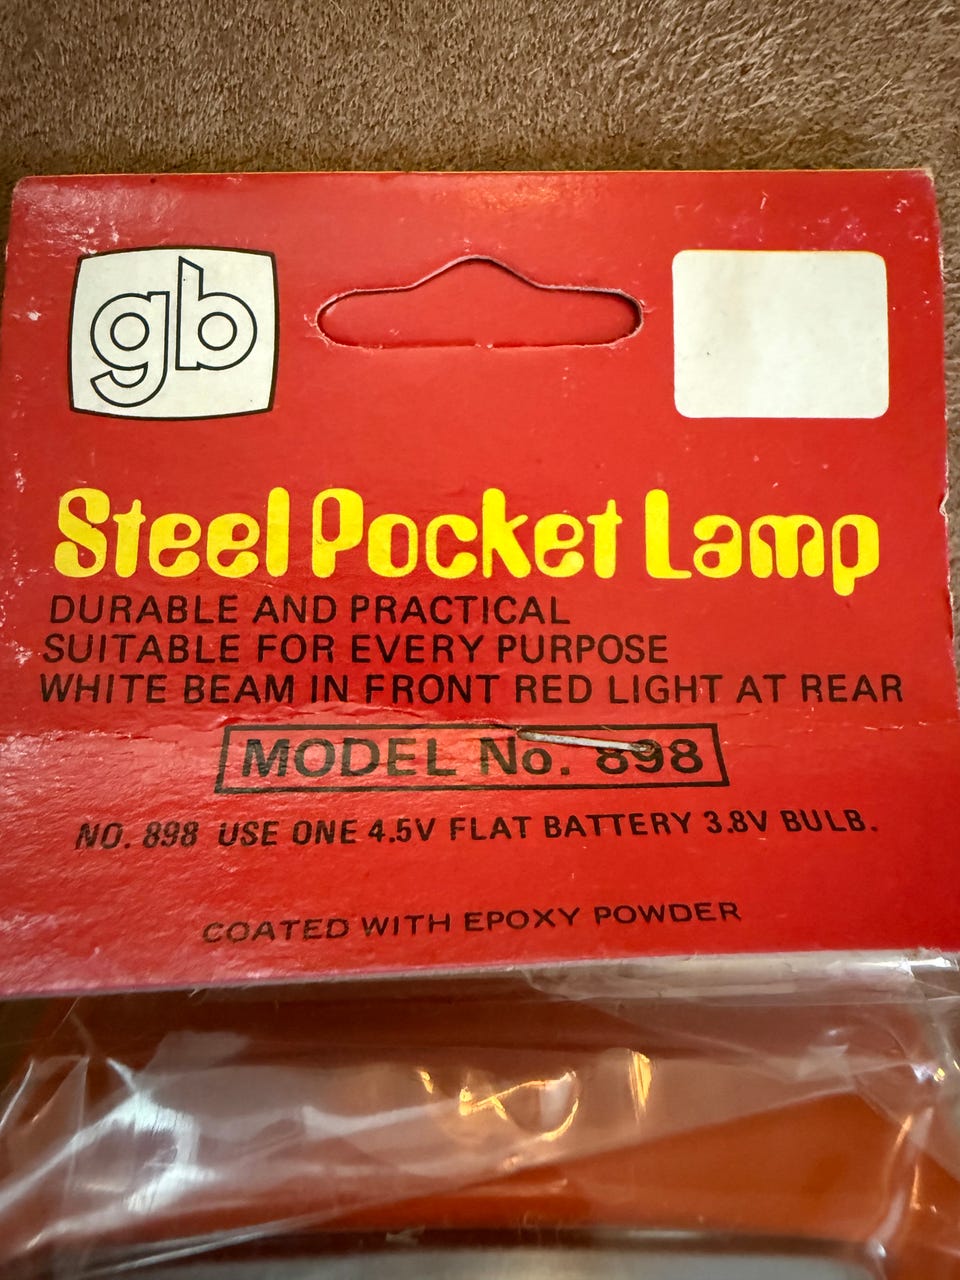 gb
Steel Pocket Lamp
DURABLE AND PRACTICAL
SUITABLE FOR EVERY PURPOSE
WHITE BEAM IN FRONT RED LIGHT AT REAR
MODEL No. 898
NO. 898 USE ONE 4.5V FLAT BATTERY 3.8V BULB.
COATED WITH EPOXY POWDER